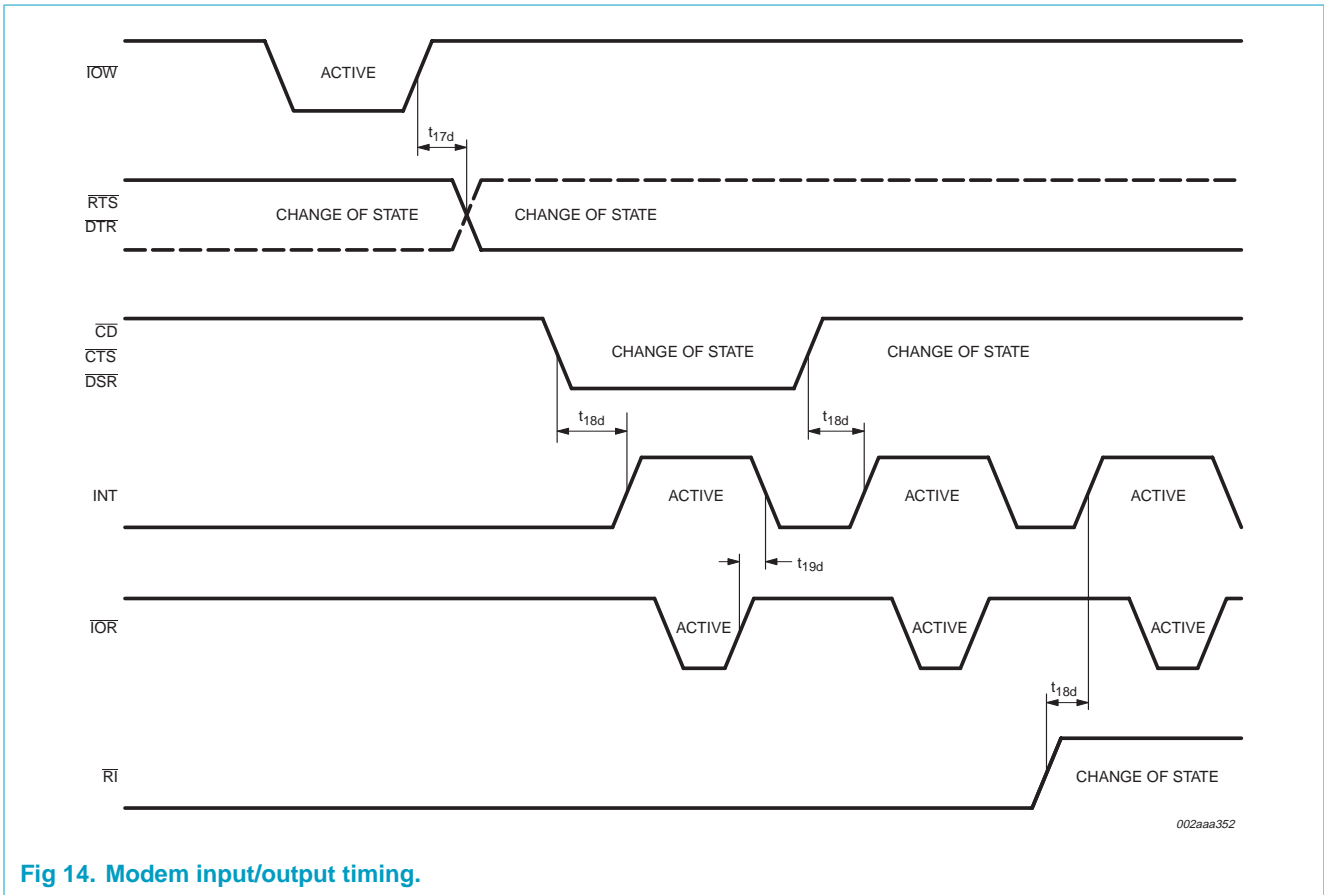 IOW
ACTIVE
t17d
RTS
DTR
CHANGE OF STATE
CHANGE OF STATE
CD
CTS
DSR
CHANGE OF STATE
CHANGE OF STATE
t18d
t18d
INT
ACTIVE
ACTIVE
ACTIVE
t19d
IOR
ACTIVE
ACTIVE
ACTIVE
t18d
RI
CHANGE OF STATE
002aaa352
Fig 14. Modem input/output timing.